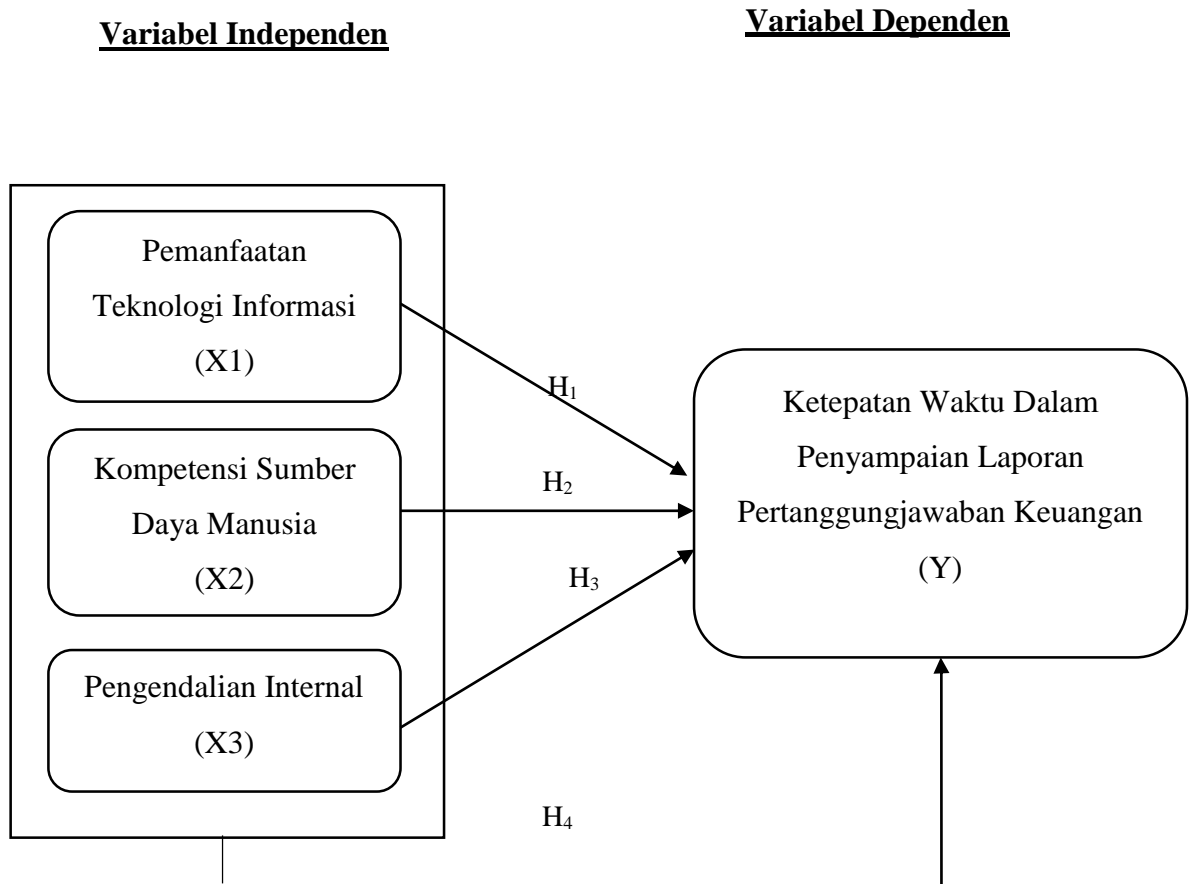 Variabel Independen
Variabel Dependen
Pemanfaatan
Teknologi Informasi
(X1)
Kompetensi Sumber
Daya Manusia
(X2)
Pengendalian Internal
(X3)
H₁
H₂
H₃
H₄
Ketepatan Waktu Dalam
Penyampaian Laporan
Pertanggungjawaban Keuangan
(Y)